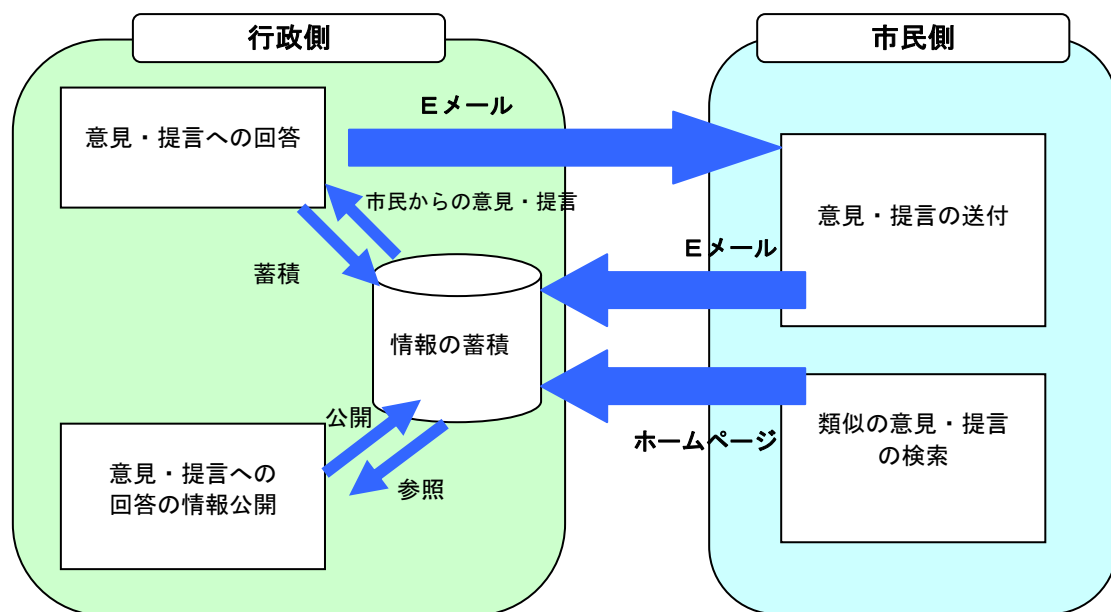 行政側
市民側
意見・提言への回答
Eメール
市民からの意見・提言
蓄積
意見・提言の送付
Eメール
情報の蓄積
公開
参照
意見・提言への
回答の情報公開
ホームページ
類似の意見・提言
の検索